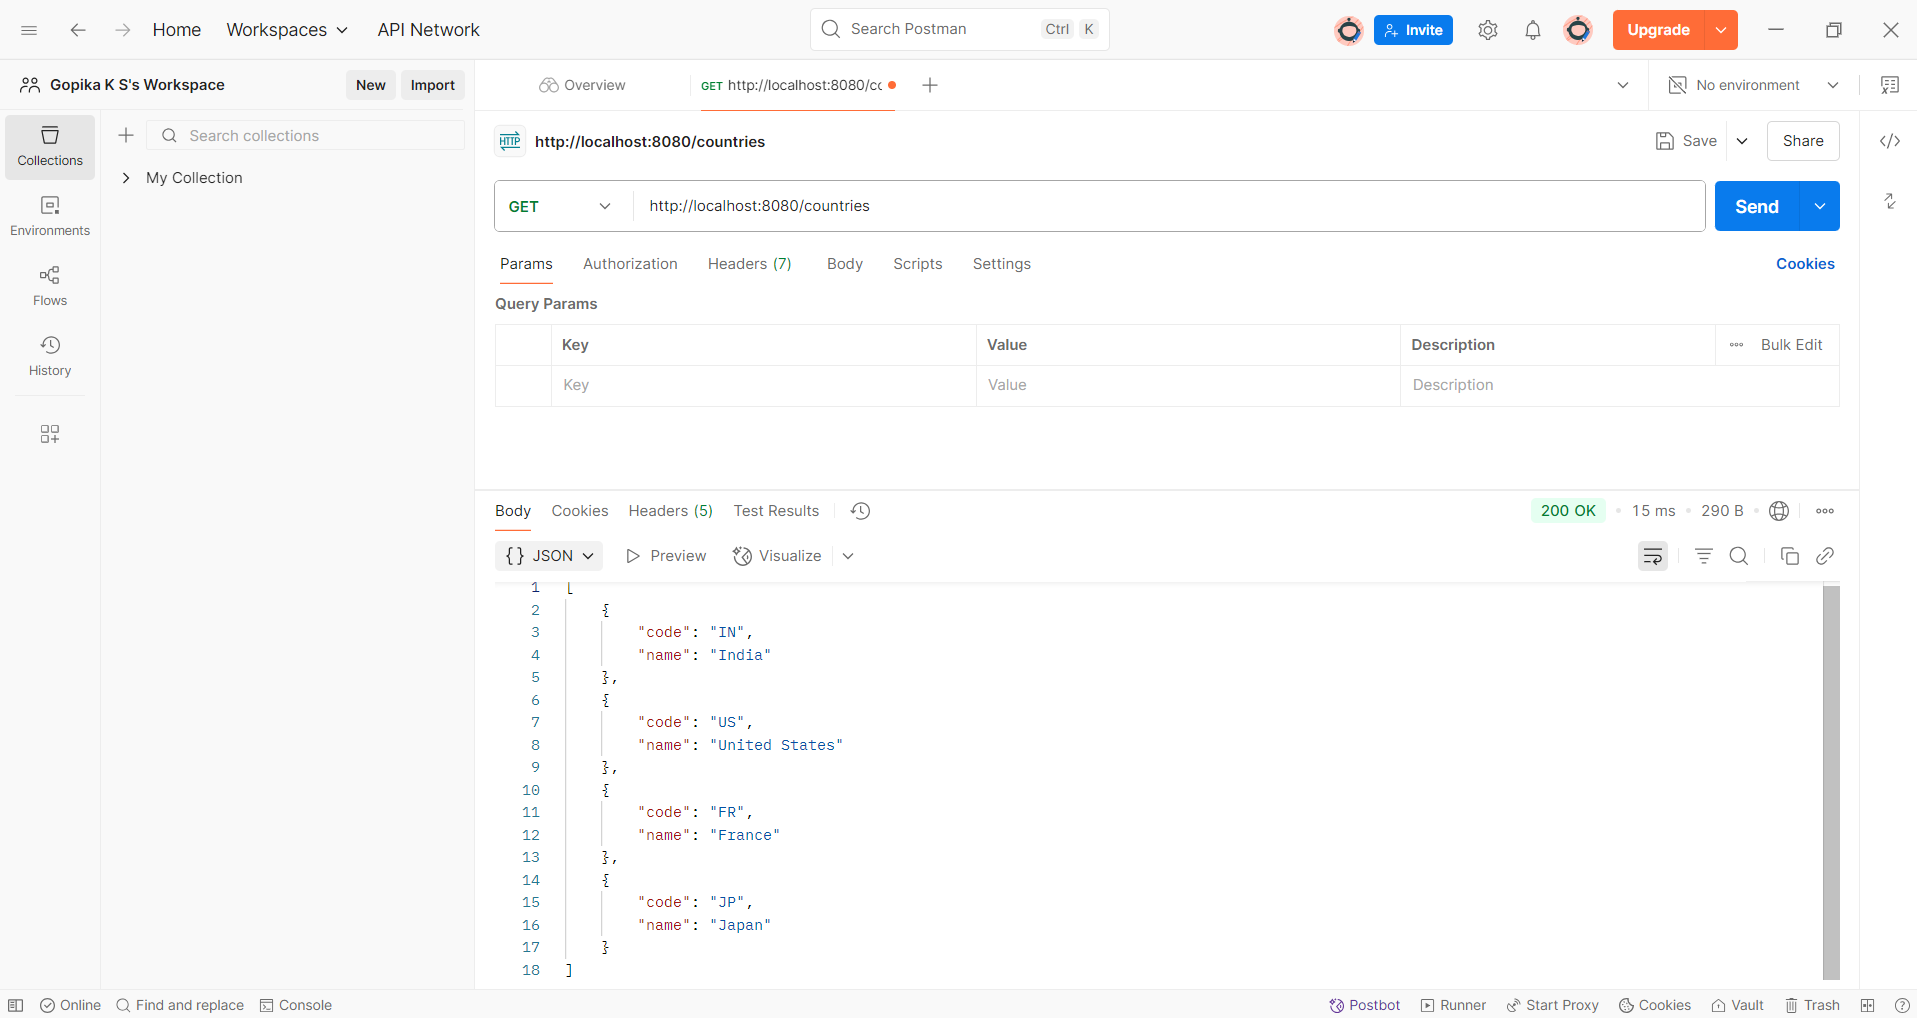 Home Workspaces API Network Search Postman Ctrl K Invite Upgrade
Gopika K S's Workspace New Import Overview GET http://localhost:8080/cc No environment
Collections
Search collections
My Collection
Environments
Flows
History
HTTP http://localhost:8080/countries Save Share
GET http://localhost:8080/countries Send
Params Authorization Headers (7) Body Scripts Settings Cookies
Query Params
Key Value Description Bulk Edit
Key Value Description
Body Cookies Headers (5) Test Results 200 OK 15 ms 290 B
{} JSON Preview Visualize
1 [
2 {
3 "code": "IN",
4 "name": "India"
5 },
6 {
7 "code": "US",
8 "name": "United States"
9 },
10 {
11 "code": "FR",
12 "name": "France"
13 },
14 {
15 "code": "JP",
16 "name": "Japan"
17 }
18 ]
Online Find and replace Console Postbot Runner Start Proxy Cookies Vault Trash